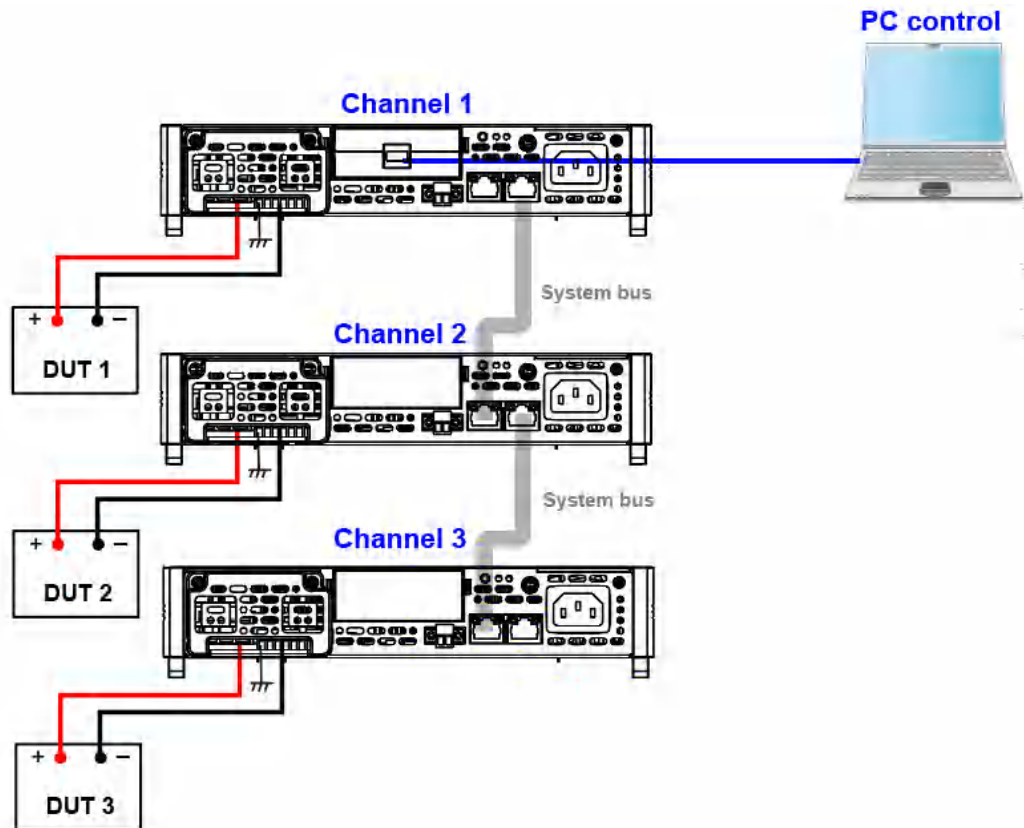 PC control
Channel 1
System bus
+ −
DUT 1
Channel 2
System bus
+ −
DUT 2
Channel 3
+ −
DUT 3